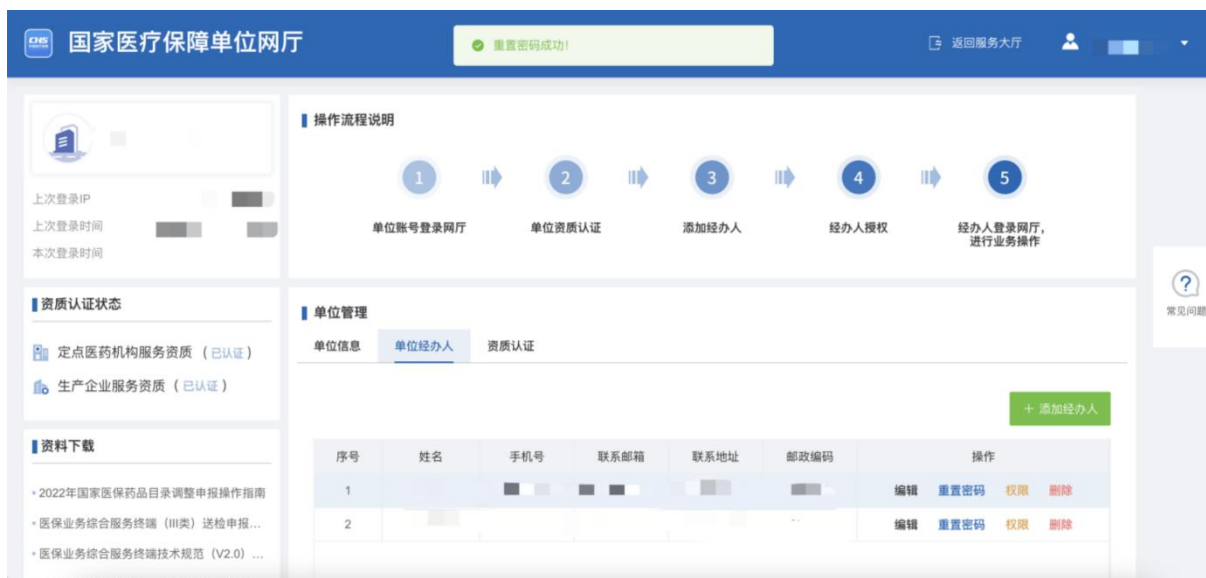 CHS
国家医疗保障单位网厅
重置密码成功!
返回服务大厅
上次登录IP
上次登录时间
本次登录时间
资质认证状态
定点医药机构服务资质 ( 已认证 )
生产企业服务资质 ( 已认证 )
资料下载
2022年国家医保药品目录调整申报操作指南
医保业务综合服务终端（III类）送检申报...
医保业务综合服务终端技术规范（V2.0）...
操作流程说明
1 2 3 4 5
单位账号登录网厅 单位资质认证 添加经办人 经办人授权 经办人登录网厅,
进行业务操作
单位管理
单位信息 单位经办人 资质认证
+ 添加经办人
序号 姓名 手机号 联系邮箱 联系地址 邮政编码 操作
1 编辑 重置密码 权限 删除
2 编辑 重置密码 权限 删除
?
常见问题